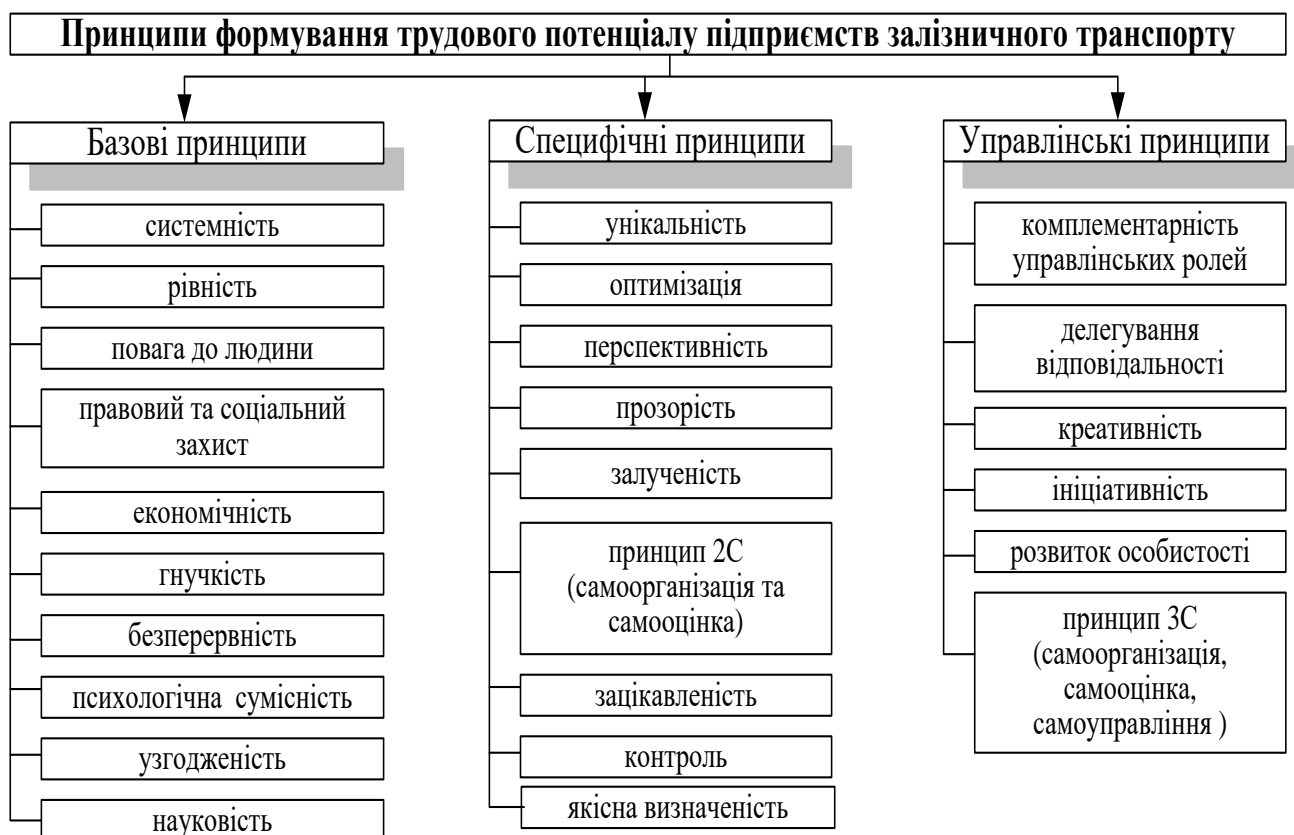 Принципи формування трудового потенціалу підприємств залізничного транспорту
Базові принципи
системність
рівність
повага до людини
правовий та соціальний
захист
економічність
гнучкість
безперервність
психологічна сумісність
узгодженість
науковість
Специфічні принципи
унікальність
оптимізація
перспективність
прозорість
залученість
принцип 2С
(самоорганізація та
самооцінка)
зацікавленість
контроль
якісна визначеність
Управлінські принципи
комплементарність
управлінських ролей
делегування
відповідальності
креативність
ініціативність
розвиток особистості
принцип 3С
(самоорганізація,
самооцінка,
самоуправління )